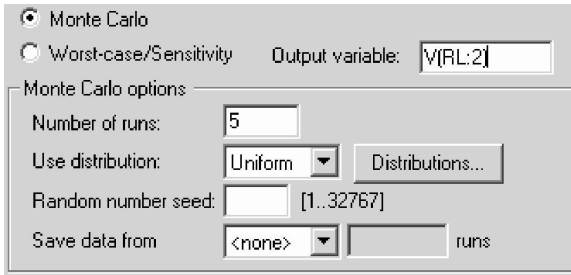 Monte Carlo
Worst-case/Sensitivity Output variable: V(RL:2)
Monte Carlo options
Number of runs: 5
Use distribution: Uniform Distributions...
Random number seed: [1..32767]
Save data from <none> runs